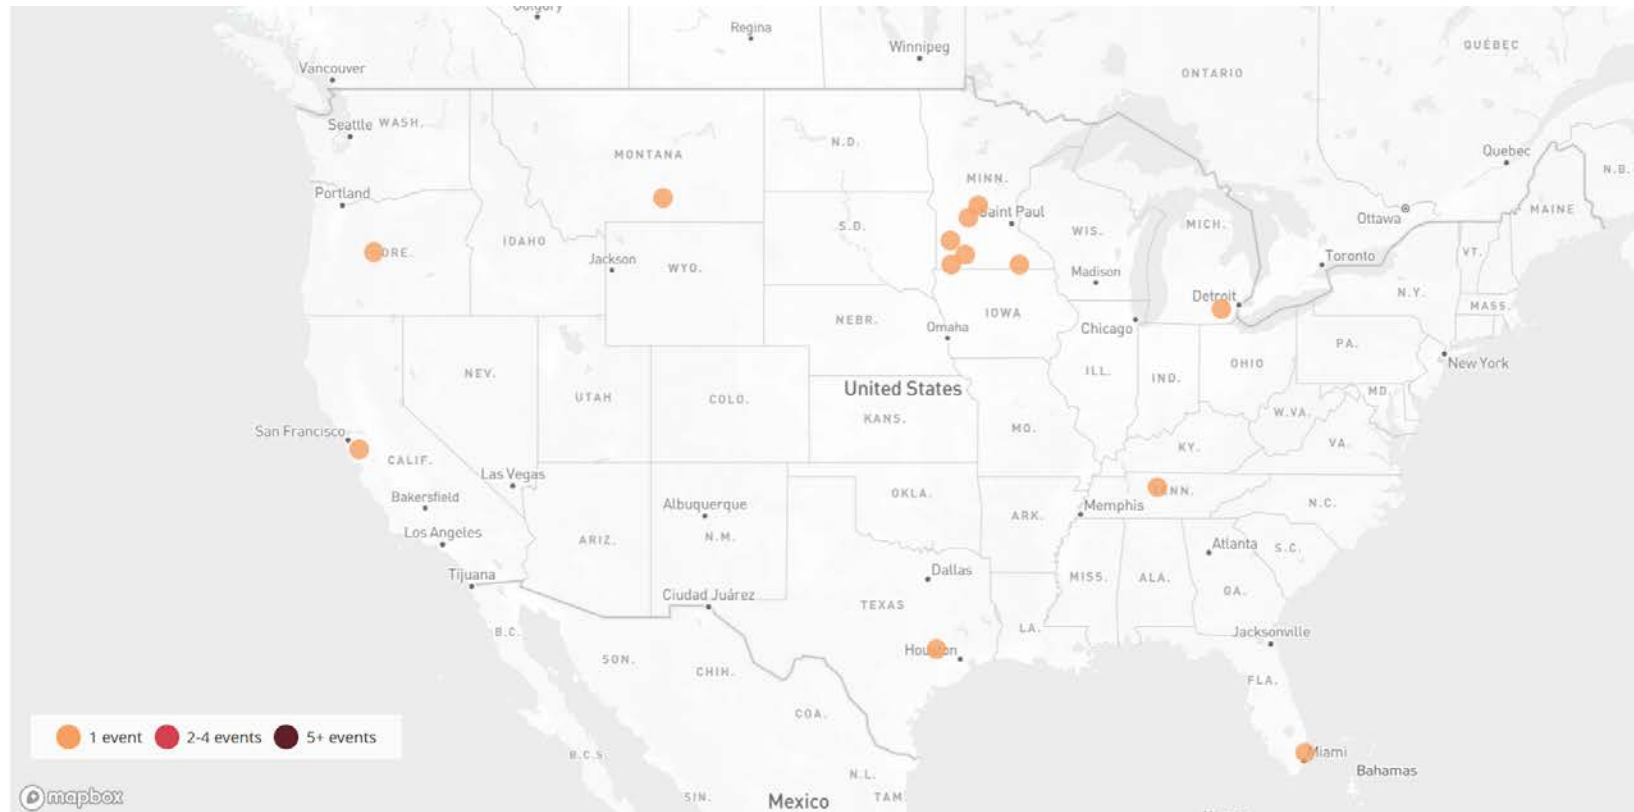 Calgary
Regina
Winnipeg
QUÉBEC
ONTARIO
Vancouver
Seattle
WASH.
MONTANA
N.D.
MINN.
Quebec
N.B.
Portland
Saint Paul
Ottawa
MAINE
ORE.
IDAHO
Jackson
WYO.
S.D.
WIS.
MICH.
Toronto
VT.
Madison
Detroit
N.Y.
MASS.
NEBR.
Omaha
IOWA
Chicago
PA.
New York
NEV.
UTAH
COLO.
United States
KANS.
ILL.
IND.
OHIO
MD.
San Francisco
CALIF.
MO.
KY.
W.VA.
VA.
Las Vegas
Bakersfield
Albuquerque
OKLA.
TENN.
Memphis
N.C.
Los Angeles
ARIZ.
N.M.
ARK.
Atlanta
S.C.
Tijuana
Dallas
MISS.
ALA.
GA.
Ciudad Juárez
TEXAS
B.C.
LA.
Jacksonville
SON.
CHIH.
Houston
FLA.
COA.
1 event
2-4 events
5+ events
B.C.S.
Miami
Bahamas
N.L.
mapbox
SIN.
Mexico
TAM.